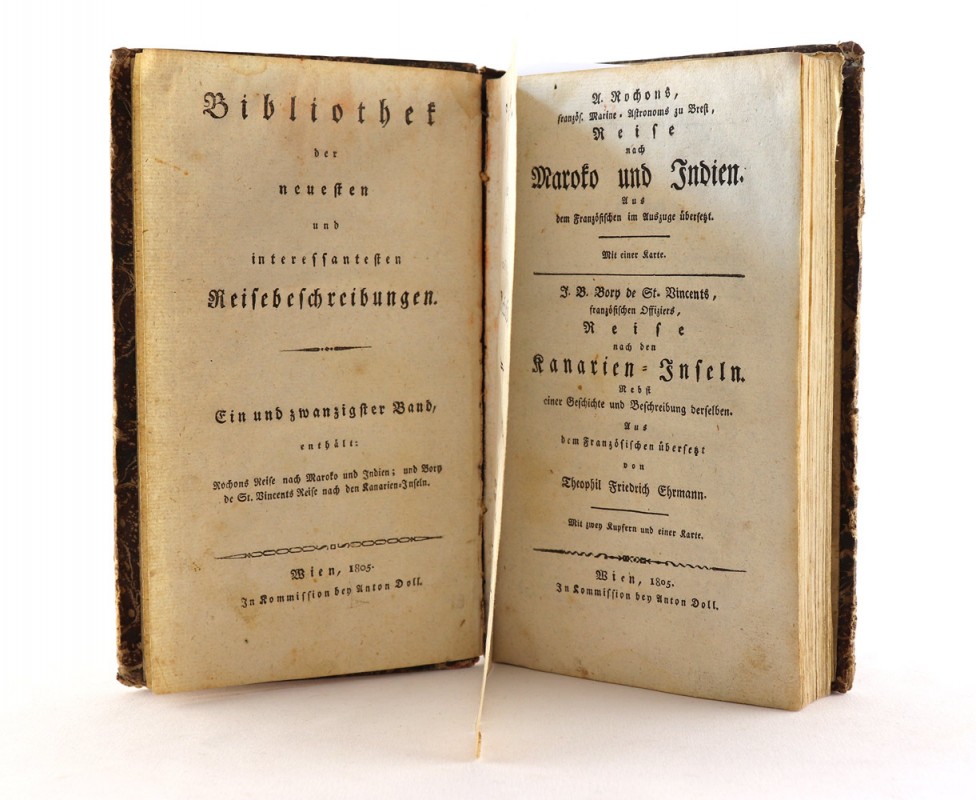 Bibliothek
der
neuesten
und
interessantesten
Reisebeschreibungen.
Ein und zwanzigster Band,
enthält:
Rochons Reise nach Maroko und Indien; und Bory
de St. Vincents Reise nach den Kanarien-Inseln.
Wien, 1805.
In Kommission bey Anton Doll.
A. Rochons,
französ. Marine-Astronoms zu Brest,
Reise
nach
Maroko und Indien.
Aus
dem Französischen im Auszuge übersetzt.
Mit einer Karte.
J. B. Bory de St. Vincents,
französischen Offiziers,
Reise
nach den
Kanarien-Inseln.
Nebst
einer Geschichte und Beschreibung derselben.
Aus
dem Französischen übersetzt
von
Theophil Friedrich Ehrmann.
Mit zwey Kupfern und einer Karte.
Wien, 1805.
In Kommission bey Anton Doll.